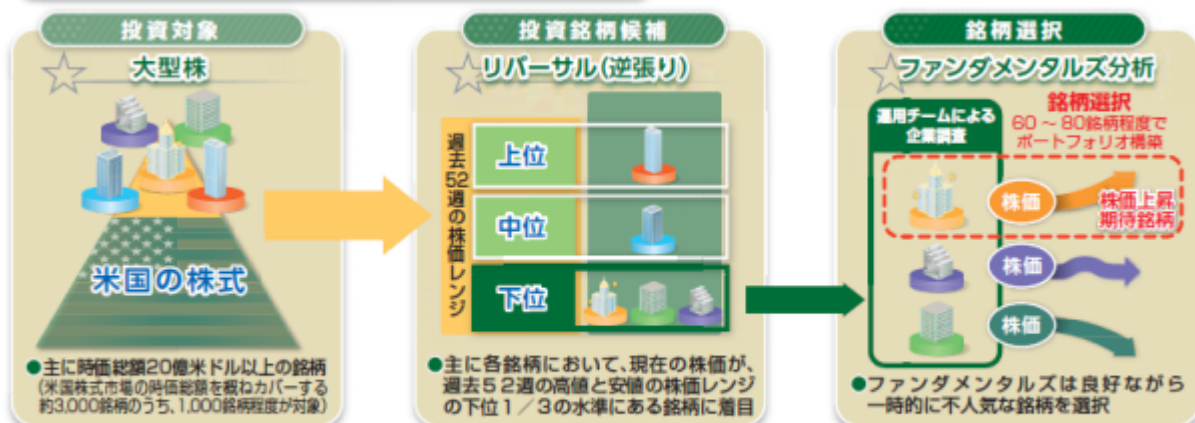 投資対象
大型株
米国の株式
●主に時価総額20億米ドル以上の銘柄
(米国株式市場の時価総額を概ねカバーする
約3,000銘柄のうち、1,000銘柄程度が対象)
投資銘柄候補
リバーサル(逆張り)
過去52週の株価レンジ
上位
中位
下位
●主に各銘柄において、現在の株価が、
過去52週の高値と安値の株価レンジ
の下位1/3の水準にある銘柄に着目
銘柄選択
ファンダメンタルズ分析
運用チームによる
企業調査
銘柄選択
60~80銘柄程度で
ポートフォリオ構築
株価
株価上昇
期待銘柄
株価
株価
●ファンダメンタルズは良好ながら
一時的に不人気な銘柄を選択